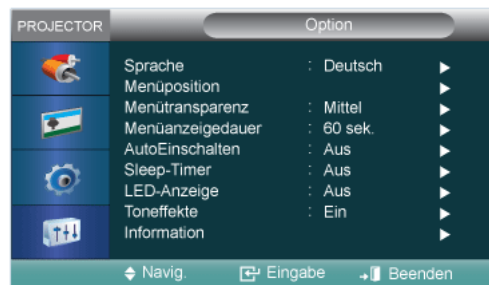 PROJECTOR Option
Sprache : Deutsch
Menüposition
Menütransparenz : Mittel
Menüanzeigedauer : 60 sek.
AutoEinschalten : Aus
Sleep-Timer : Aus
LED-Anzeige : Aus
Toneffekte : Ein
Information
Navig. Eingabe Beenden